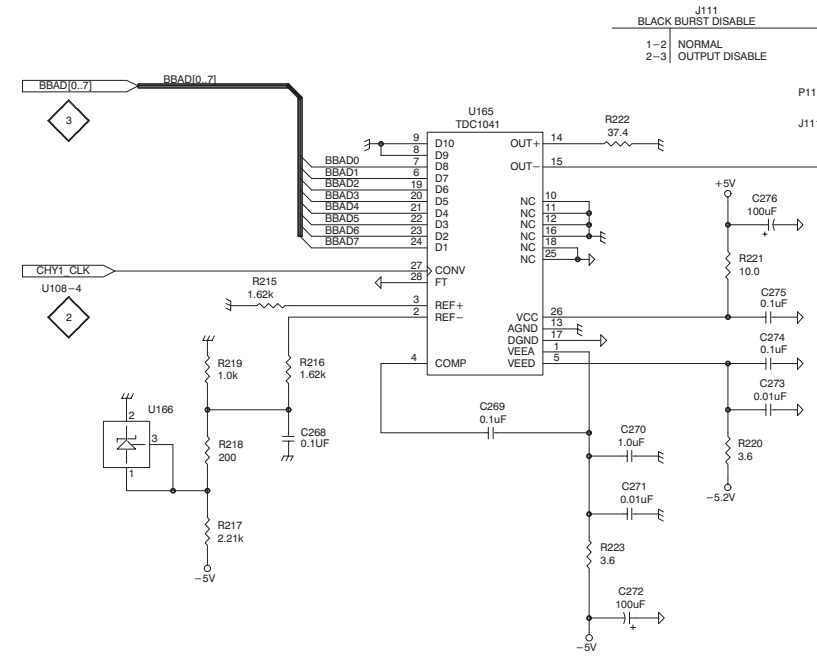 J111
BLACK BURST DISABLE
1–2 NORMAL
2–3 OUTPUT DISABLE
P11
J111
BBAD[0..7]
BBAD[0..7]
3
U165
TDC1041
R222
37.4
9 D10
8 D9
BBAD0 7 D8
BBAD1 6 D7
BBAD2 19 D6
BBAD3 20 D5
BBAD4 21 D4
BBAD5 22 D3
BBAD6 23 D2
BBAD7 24 D1
OUT+ 14
OUT– 15
NC 10
NC 11
NC 12
NC 16
NC 18
NC 25
+5V
C276
100uF
+
R221
10.0
CHY1_CLK
27 CONV
28 FT
U108–4
2
R215
1.62k
3 REF+
2 REF–
4 COMP
VCC 26
AGND 13
DGND 17
VEEA 1
VEED 5
C275
0.1uF
C274
0.1uF
C273
0.01uF
R220
3.6
–5.2V
R219
1.0k
R216
1.62k
U166
2
3
1
R218
200
C268
0.1UF
C269
0.1uF
C270
1.0uF
C271
0.01uF
R217
2.21k
–5V
R223
3.6
C272
100uF
+
–5V